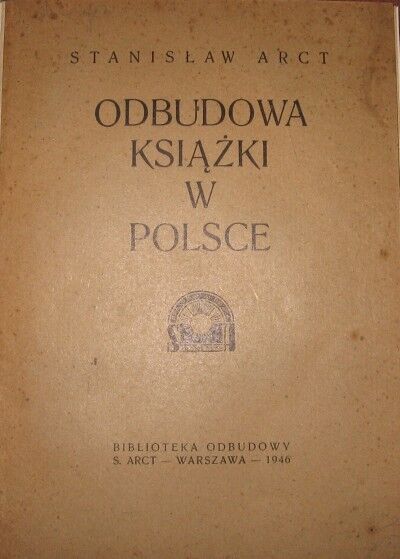 STANISŁAW ARCT
ODBUDOWA
KSIĄŻKI
W
POLSCE
BIBLIOTEKA ODBUDOWY
S. ARCT — WARSZAWA — 1946